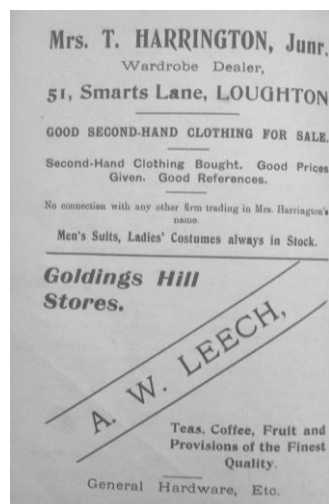 Mrs. T. HARRINGTON, Junr.
Wardrobe Dealer,
51, Smarts Lane, LOUGHTON
GOOD SECOND-HAND CLOTHING FOR SALE.
Second-Hand Clothing Bought. Good Prices
Given. Good References.
No connection with any other firm trading in Mrs. Harrington's
name.
Men's Suits, Ladies' Costumes always in Stock.
Goldings Hill
Stores.
A. W. LEECH,
Teas, Coffee, Fruit and
Provisions of the Finest
Quality.
General Hardware, Etc.